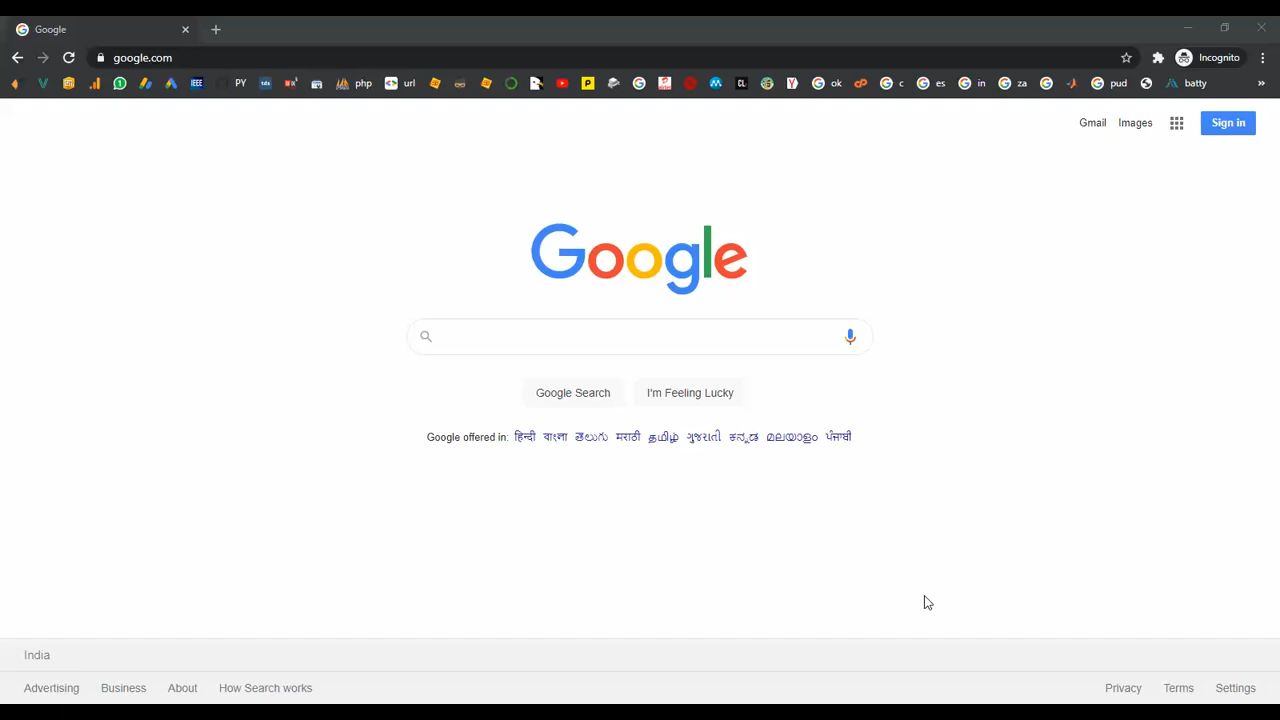 Google
google.com
Incognito
PY php url ok c es in za pud batty
Gmail Images Sign in
Google
Google Search I'm Feeling Lucky
Google offered in: हिन्दी বাংলা తెలుగు मराठी தமிழ் ગુજરાતી ಕನ್ನಡ മലയാളം ਪੰਜਾਬੀ
India
Advertising Business About How Search works Privacy Terms Settings